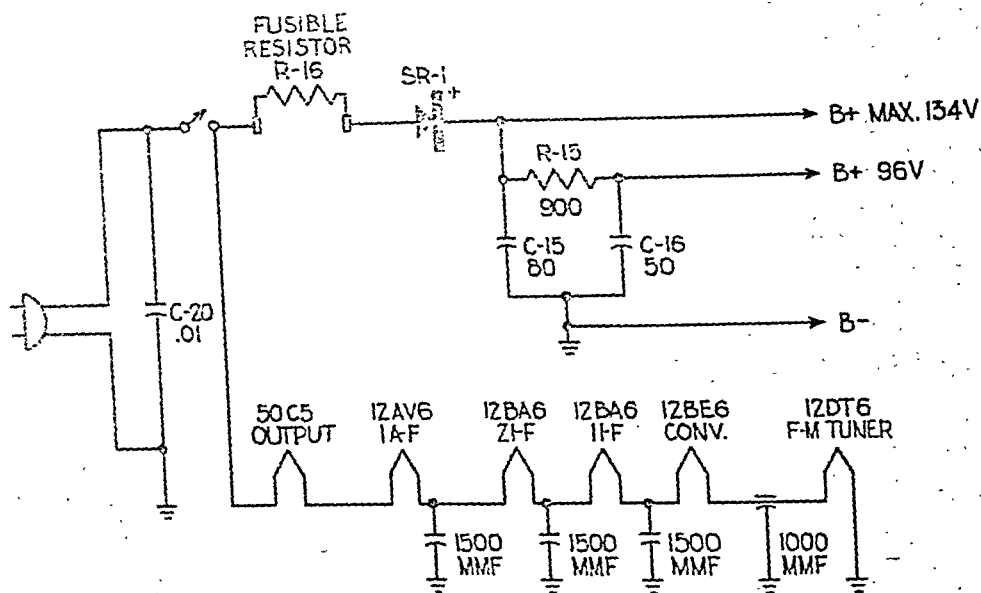 FUSIBLE
RESISTOR
R-16
SR-1
+
B+ MAX. 134V
R-15
900
B+ 96V
C-15
80
C-16
50
C-20
.01
B-
50C5
OUTPUT
12AV6
1A-F
12BA6
2I-F
12BA6
1I-F
12BE6
CONV.
12DT6
F-M TUNER
1500
MMF
1500
MMF
1500
MMF
1000
MMF